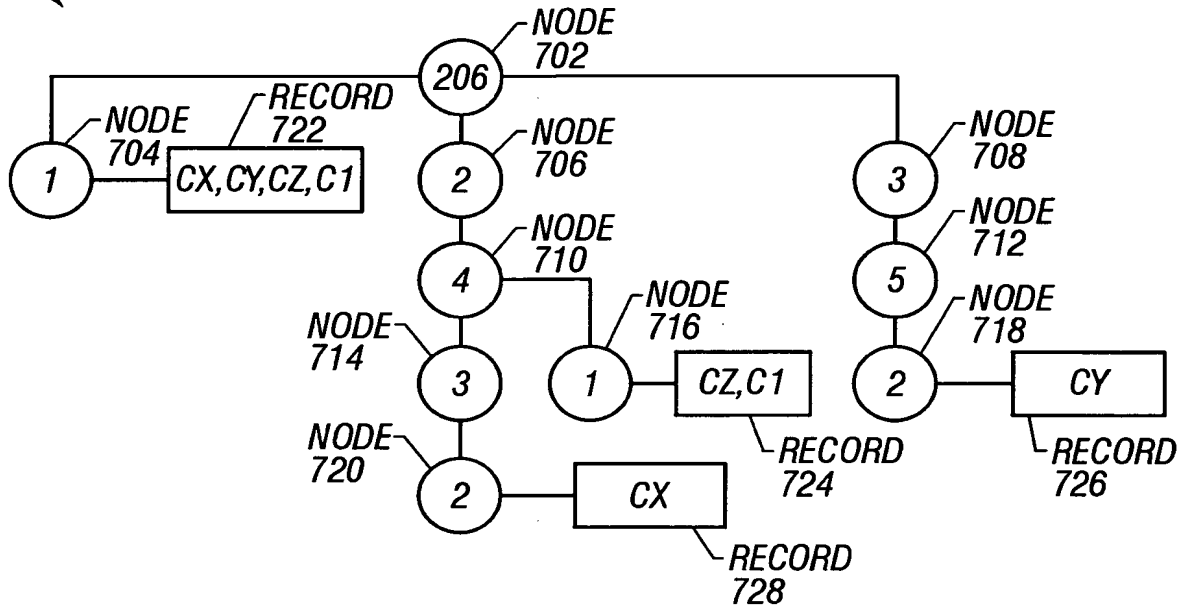 NODE
702
206
RECORD
722
NODE
704
1
CX,CY,CZ,C1
NODE
706
2
NODE
708
3
NODE
710
4
NODE
712
5
NODE
714
3
NODE
716
1
CZ,C1
RECORD
724
NODE
718
2
CY
RECORD
726
NODE
720
2
CX
RECORD
728